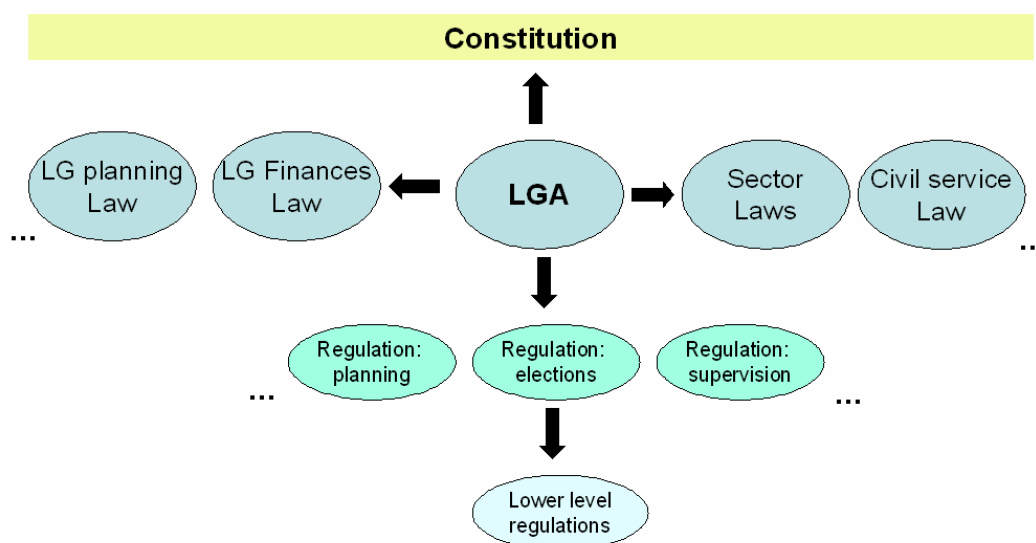 Constitution
LG planning
Law
LG Finances
Law
LGA
Sector
Laws
Civil service
Law
...
..
Regulation:
planning
Regulation:
elections
Regulation:
supervision
...
...
Lower level
regulations